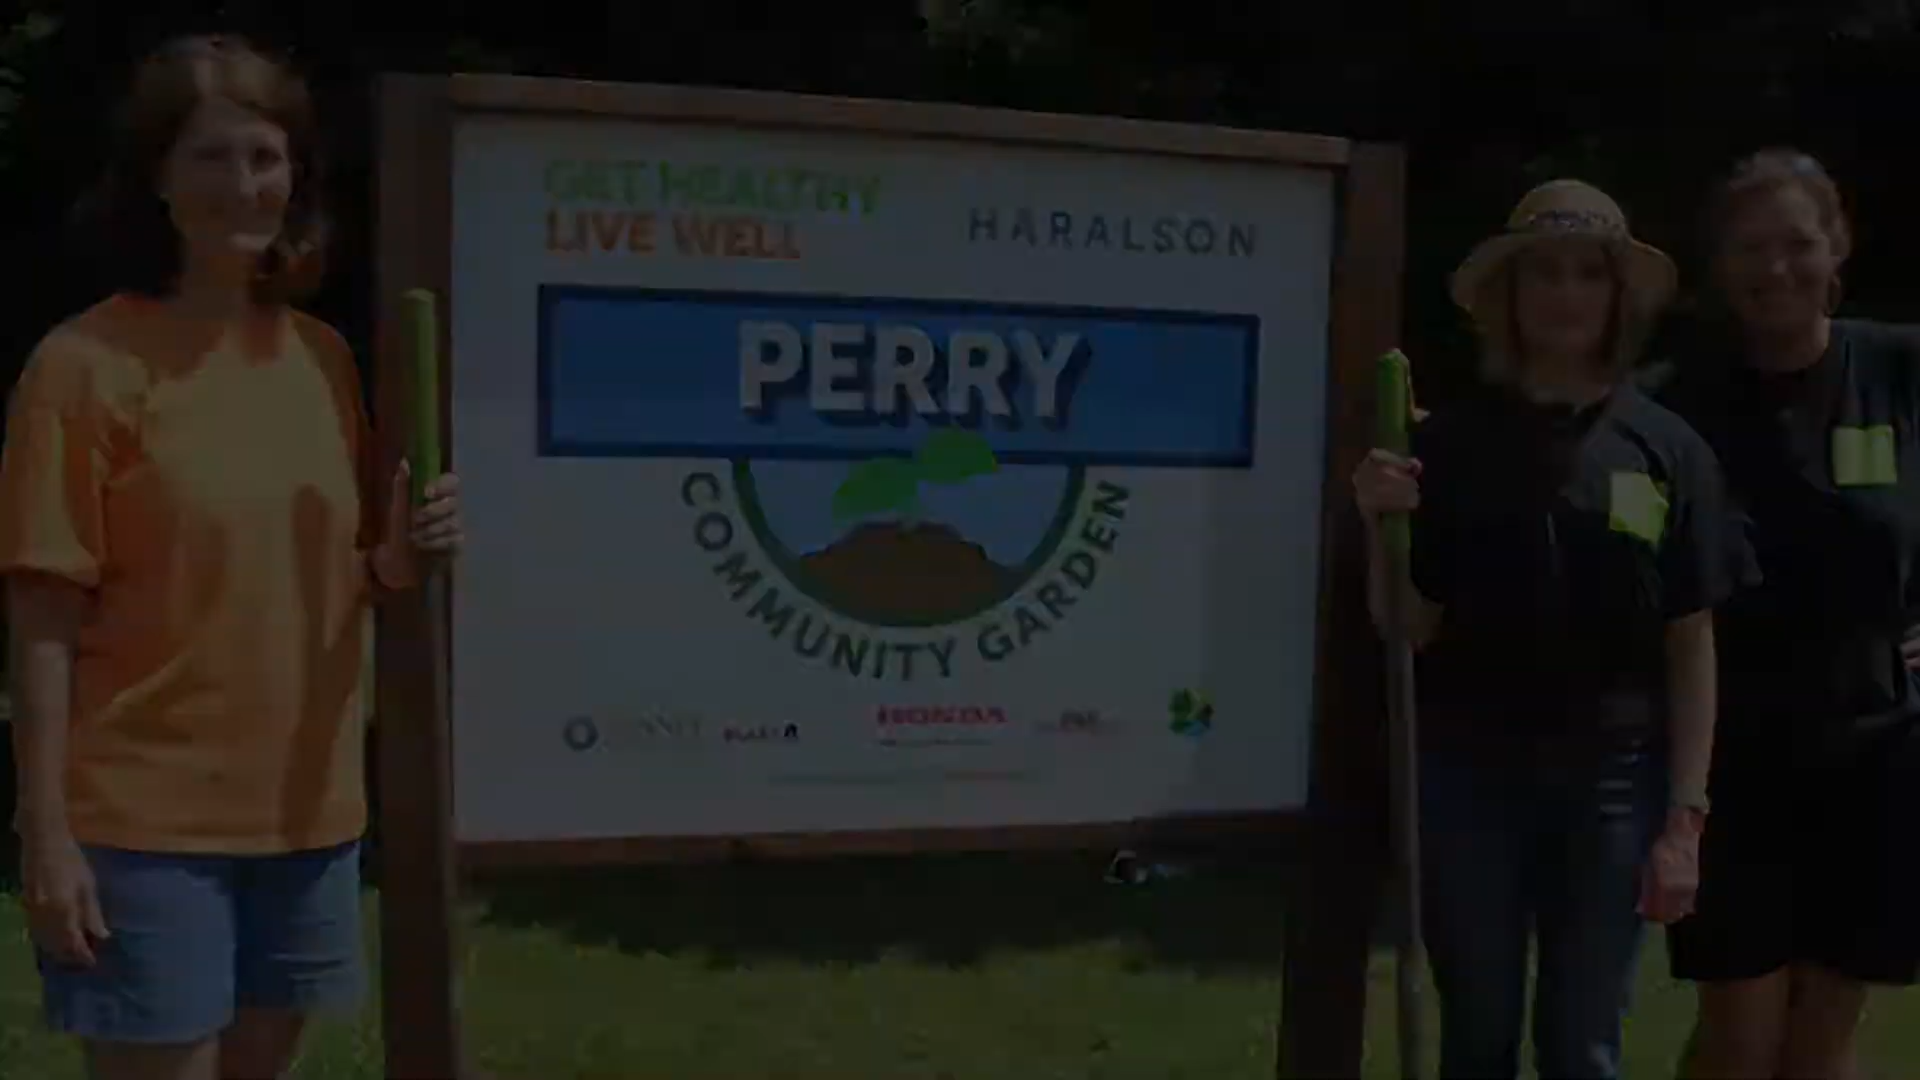 GET HEALTHY
LIVE WELL
HARALSON
PERRY
COMMUNITY GARDEN
HONDA